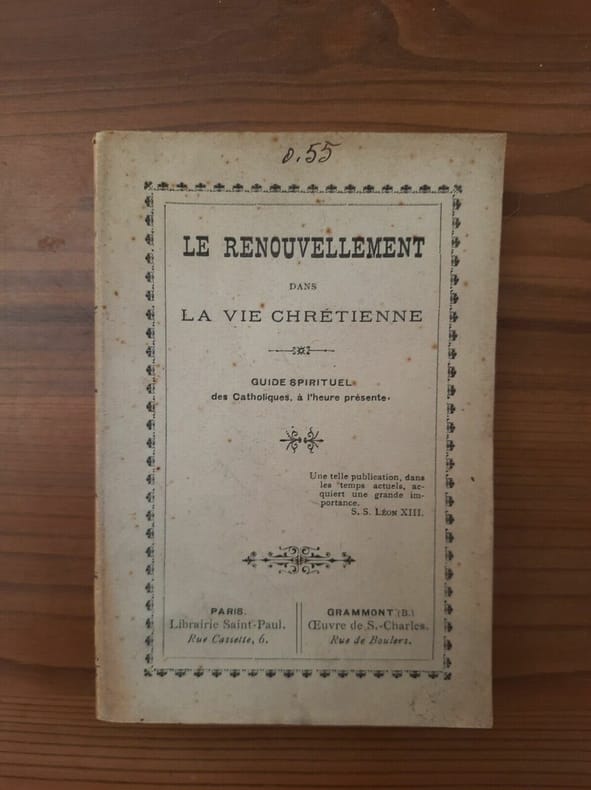 0.55
LE RENOUVELLEMENT
DANS
LA VIE CHRÉTIENNE
GUIDE SPIRITUEL
des Catholiques, à l'heure présente.
Une telle publication, dans
les temps actuels, ac-
quiert une grande im-
portance.
S. S. LÉON XIII.
PARIS.
Librairie Saint-Paul.
Rue Cassette, 6.
GRAMMONT (B.)
Œuvre de S.-Charles.
Rue de Boulers.